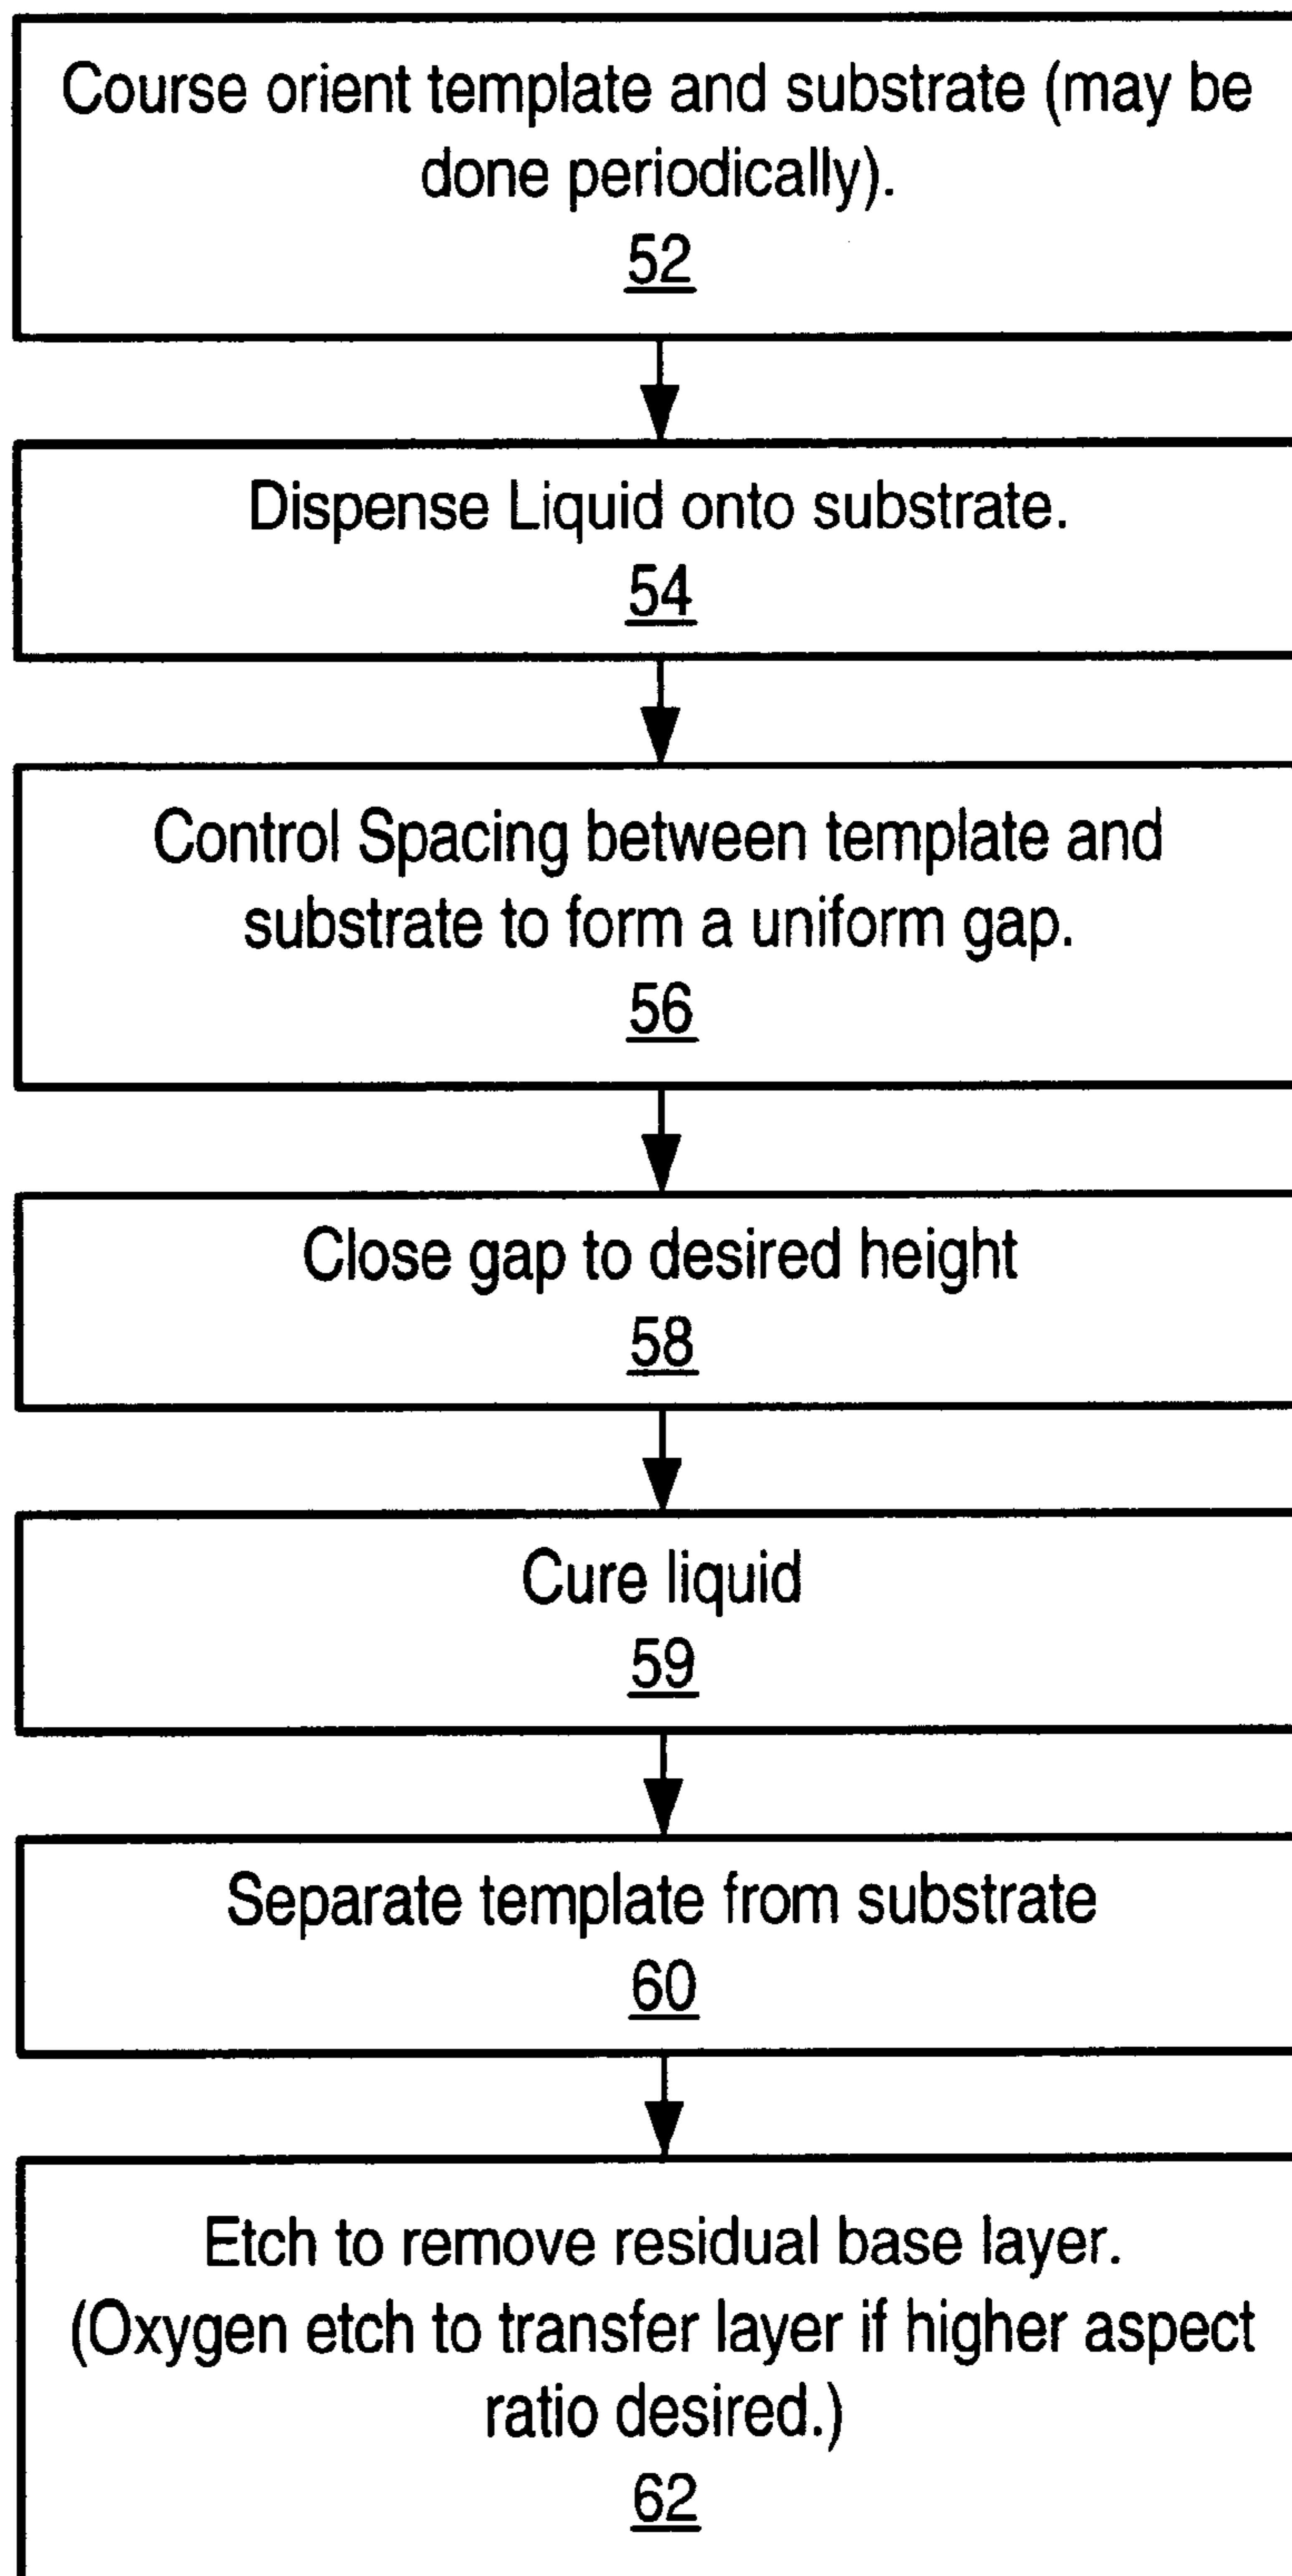 Course orient template and substrate (may be
done periodically).
52
Dispense Liquid onto substrate.
54
Control Spacing between template and
substrate to form a uniform gap.
56
Close gap to desired height
58
Cure liquid
59
Separate template from substrate
60
Etch to remove residual base layer.
(Oxygen etch to transfer layer if higher aspect
ratio desired.)
62